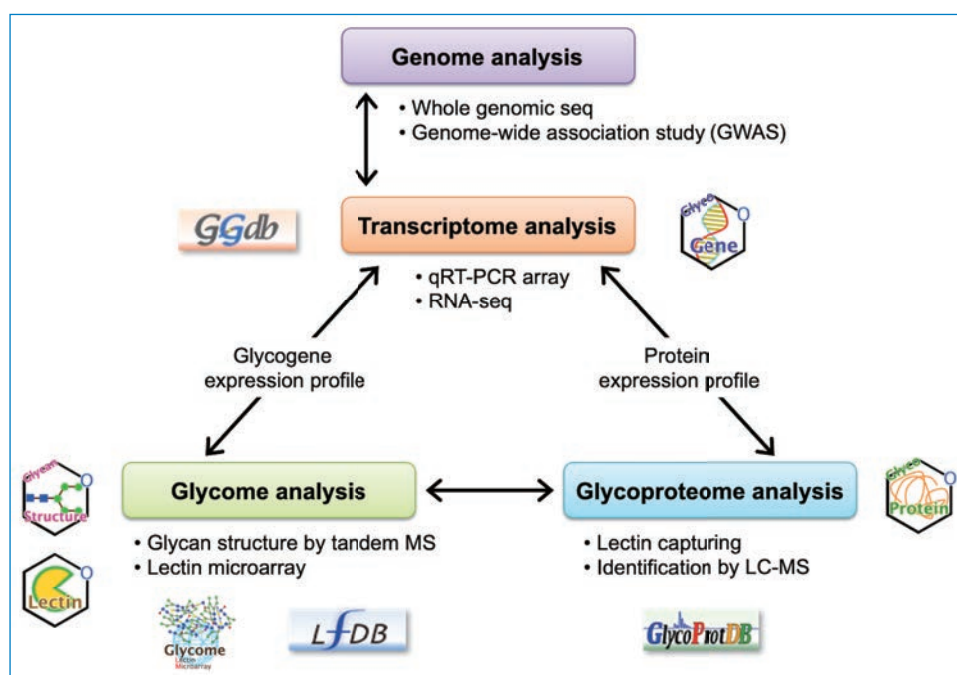 Genome analysis
• Whole genomic seq
• Genome-wide association study (GWAS)
GGdb
Transcriptome analysis
Glyco
Gene
O
• qRT-PCR array
• RNA-seq
Glycogene
expression profile
Protein
expression profile
Glycan
Structure
O
Glycome analysis
Glycoproteome analysis
Glyco
Protein
O
• Glycan structure by tandem MS
• Lectin microarray
• Lectin capturing
• Identification by LC-MS
Lectin
O
Glycome
Lectin
Microarray
LfDB
GlycoProtDB